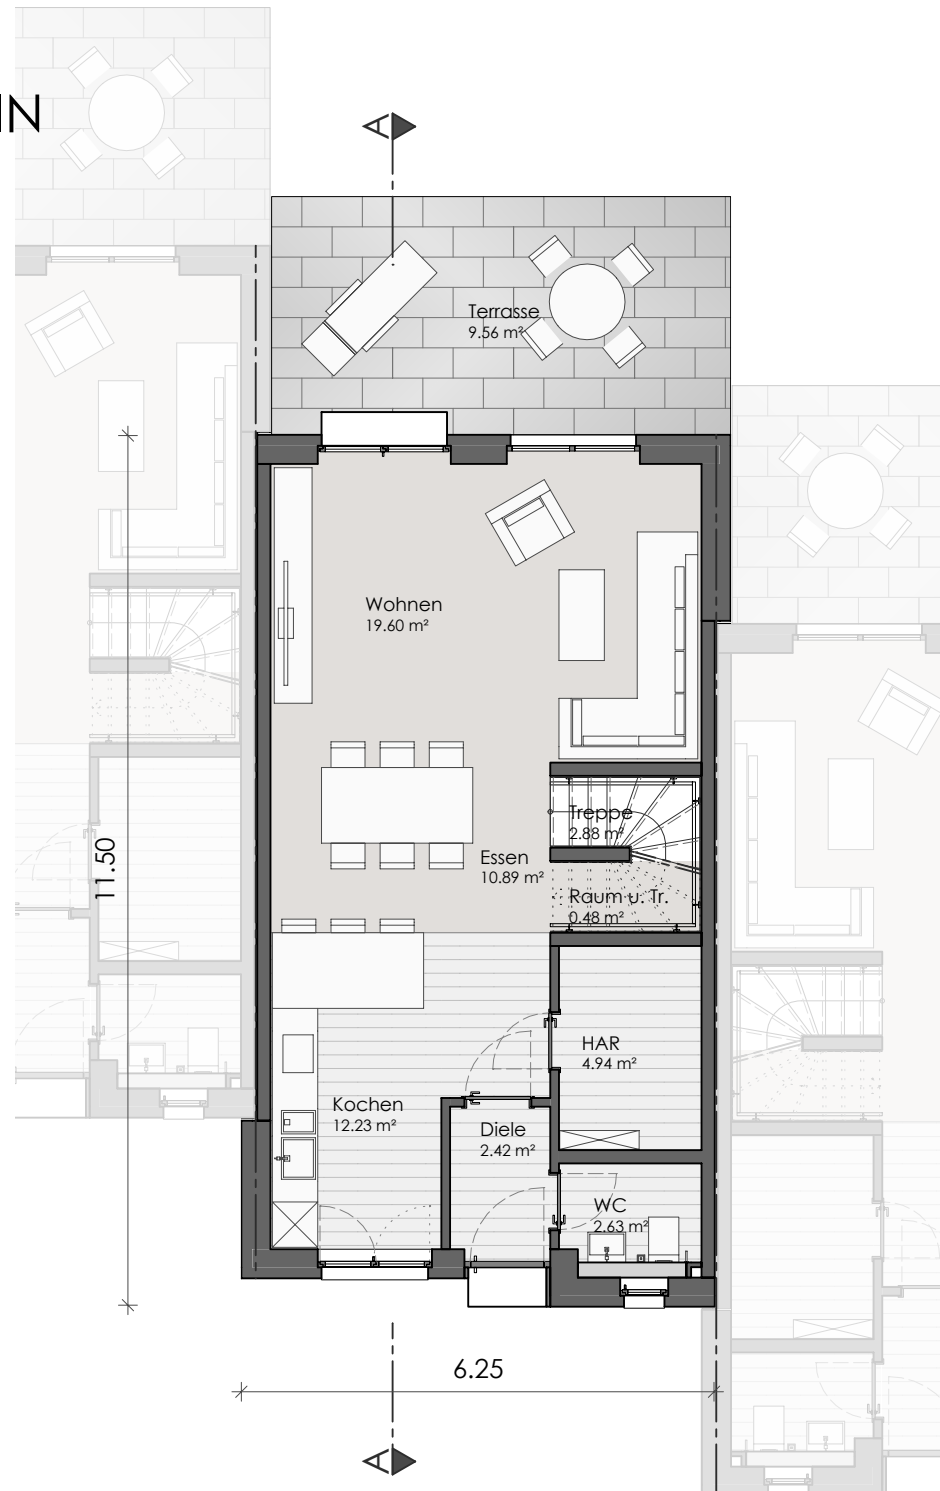 IN
A
Terrasse
9.56 m²
Wohnen
19.60 m²
Treppe
2.88 m²
Essen
10.89 m²
Raum u. Tr.
0.48 m²
11.50
HAR
4.94 m²
Kochen
12.23 m²
Diele
2.42 m²
WC
2.63 m²
6.25
A